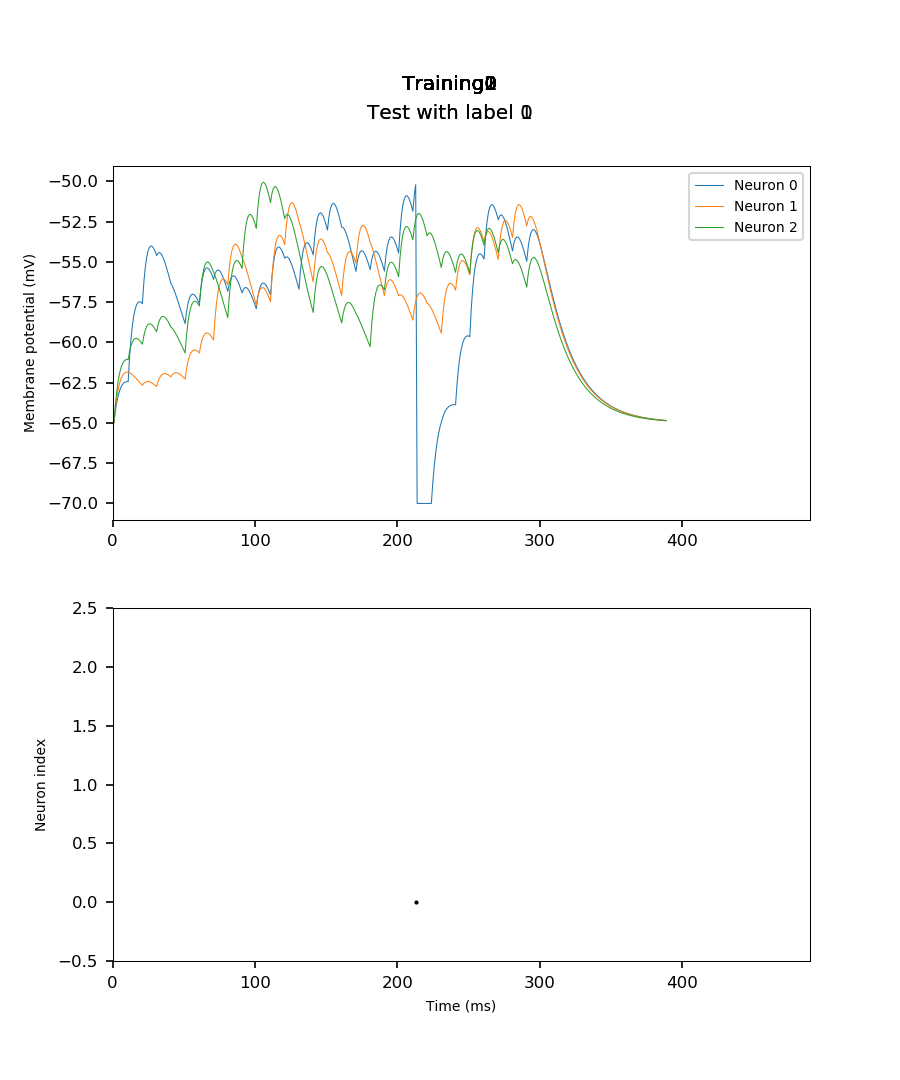 Training
Test with label
−50.0
−52.5
−55.0
−57.5
−60.0
−62.5
−65.0
−67.5
−70.0
Membrane potential (mV)
Neuron 0
Neuron 1
Neuron 2
0 100 200 300 400
2.5
2.0
1.5
1.0
0.5
0.0
−0.5
Neuron index
0 100 200 300 400
Time (ms)